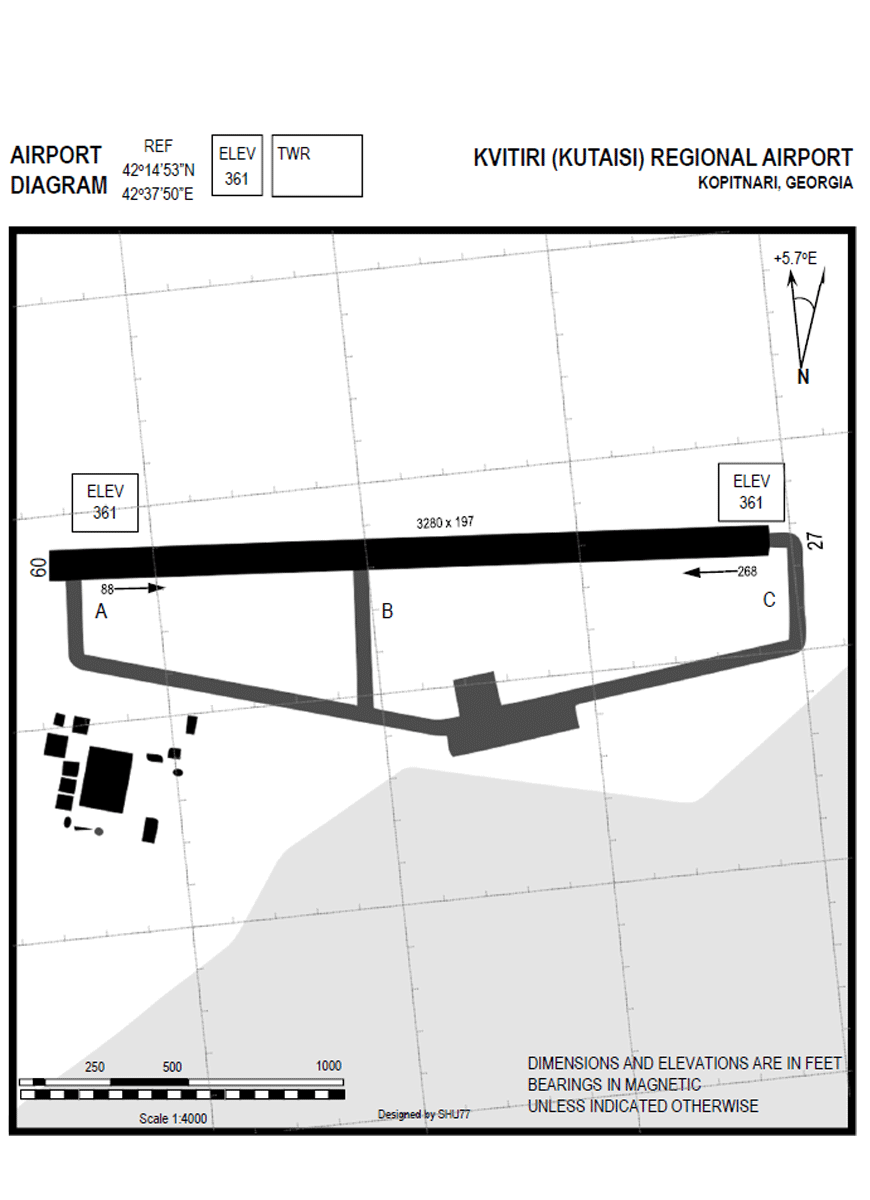 AIRPORT
DIAGRAM
REF
42º14'53"N
42º37'50"E
ELEV
361
TWR
KVITIRI (KUTAISI) REGIONAL AIRPORT
KOPITNARI, GEORGIA
+5.7ºE
N
ELEV
361
ELEV
361
3280 x 197
09
27
88
268
A
B
C
250
500
1000
Scale 1:4000
Designed by SHU77
DIMENSIONS AND ELEVATIONS ARE IN FEET
BEARINGS IN MAGNETIC
UNLESS INDICATED OTHERWISE